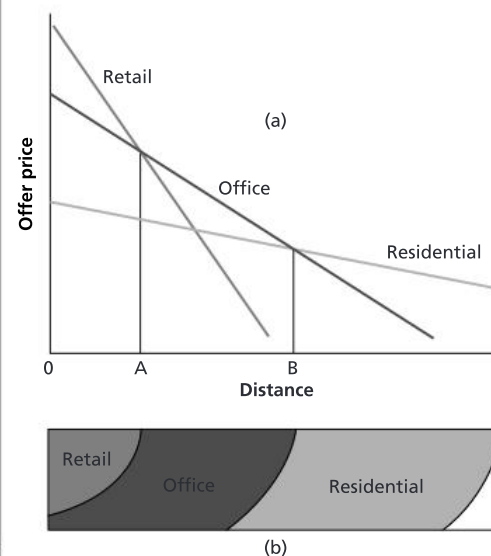 Retail
(a)
Offer price
Office
Residential
0 A B
Distance
Retail
Office
Residential
(b)